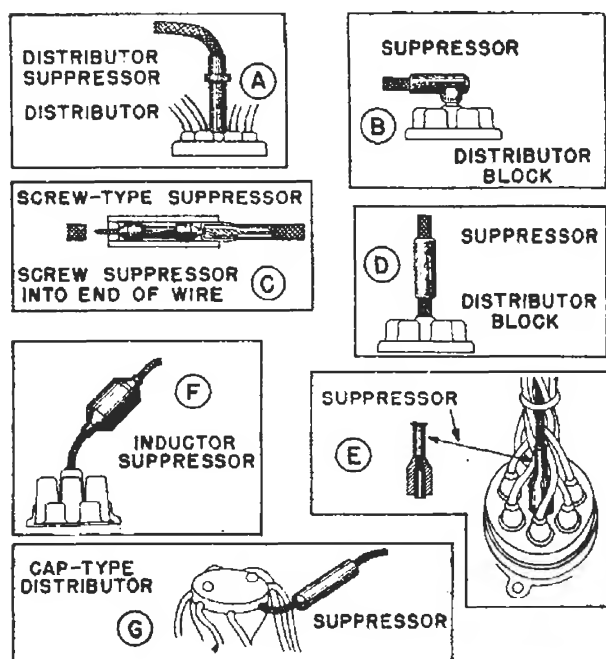 DISTRIBUTOR
SUPPRESSOR
A
DISTRIBUTOR
SUPPRESSOR
B
DISTRIBUTOR
BLOCK
SCREW-TYPE SUPPRESSOR
SCREW SUPPRESSOR
INTO END OF WIRE
C
SUPPRESSOR
D
DISTRIBUTOR
BLOCK
F
INDUCTOR
SUPPRESSOR
SUPPRESSOR
E
CAP-TYPE
DISTRIBUTOR
G
SUPPRESSOR